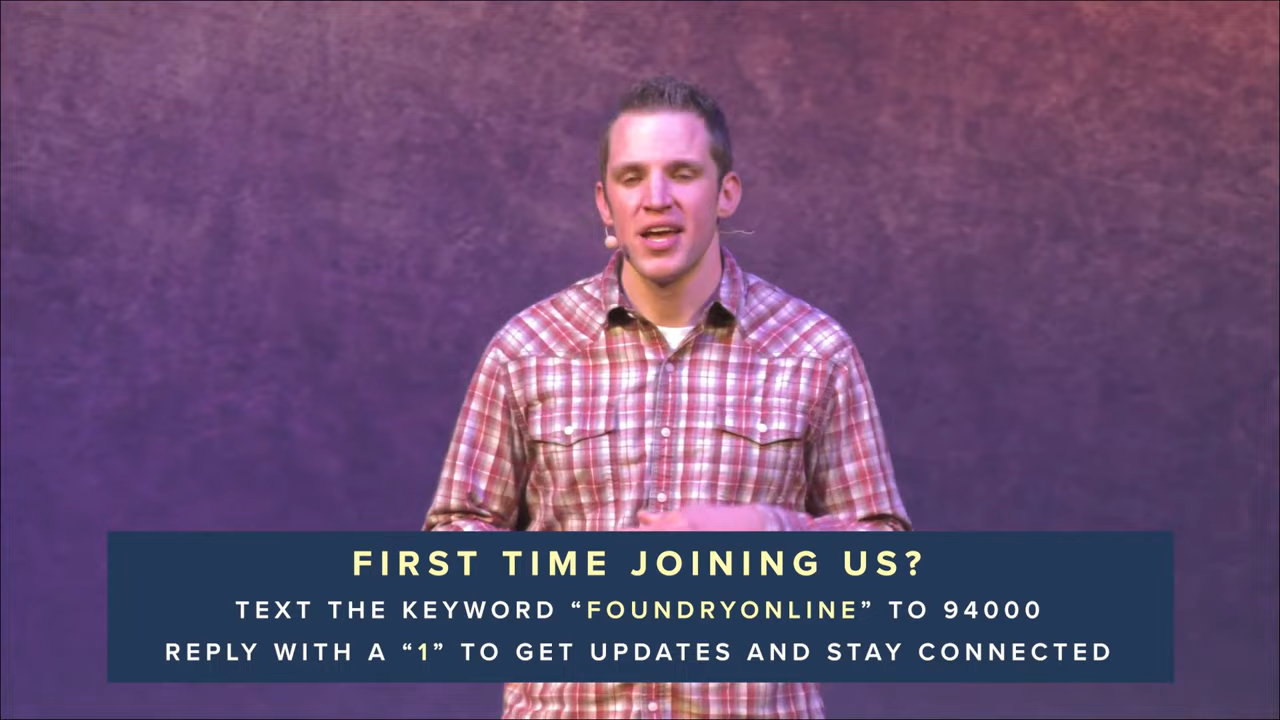 FIRST TIME JOINING US?
TEXT THE KEYWORD “FOUNDRYONLINE” TO 94000
REPLY WITH A “1” TO GET UPDATES AND STAY CONNECTED